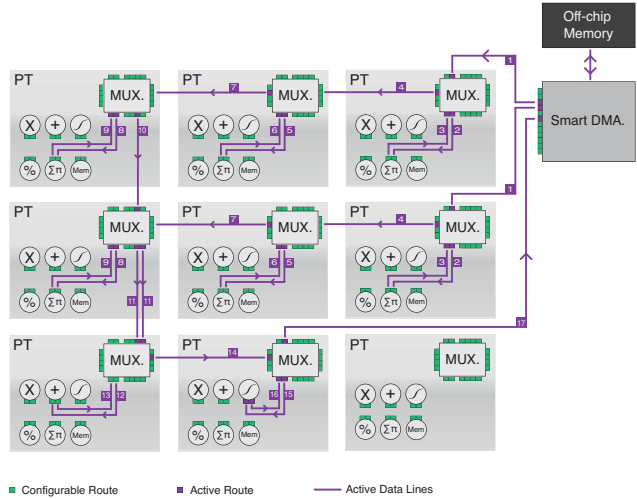 Off-chip
Memory
Smart DMA.
1
PT
MUX.
7
PT
MUX.
4
PT
MUX.
X + ∫
9 8 10
% Σπ Mem
X + ∫
6 5
% Σπ Mem
X + ∫
3 2
% Σπ Mem
1
PT
MUX.
7
PT
MUX.
4
PT
MUX.
X + ∫
9 8
% Σπ Mem
X + ∫
6 5
% Σπ Mem
X + ∫
3 2
% Σπ Mem
11 11
17
PT
MUX.
14
PT
MUX.
PT
MUX.
X + ∫
13 12
% Σπ Mem
X + ∫
16 15
% Σπ Mem
X + ∫
% Σπ Mem
Configurable Route
Active Route
Active Data Lines